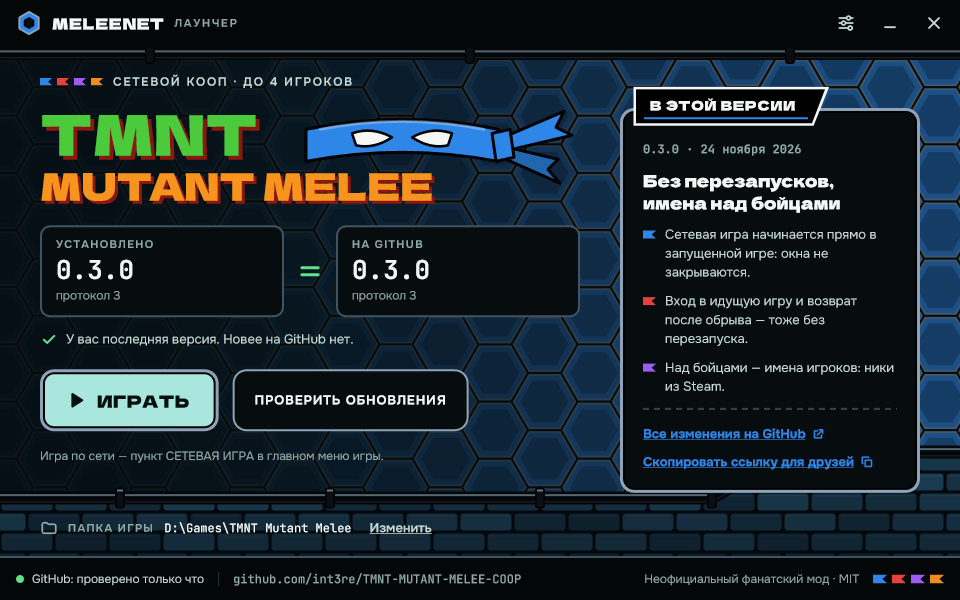 MELEENET ЛАУНЧЕР
СЕТЕВОЙ КООП · ДО 4 ИГРОКОВ
TMNT
MUTANT MELEE
УСТАНОВЛЕНО
0.3.0
протокол 3
=
НА GITHUB
0.3.0
протокол 3
У вас последняя версия. Новее на GitHub нет.
ИГРАТЬ
ПРОВЕРИТЬ ОБНОВЛЕНИЯ
Игра по сети — пункт СЕТЕВАЯ ИГРА в главном меню игры.
В ЭТОЙ ВЕРСИИ
0.3.0 · 24 ноября 2026
Без перезапусков,
имена над бойцами
Сетевая игра начинается прямо в
запущенной игре: окна не
закрываются.
Вход в идущую игру и возврат
после обрыва — тоже без
перезапуска.
Над бойцами — имена игроков: ники
из Steam.
Все изменения на GitHub
Скопировать ссылку для друзей
ПАПКА ИГРЫ D:\Games\TMNT Mutant Melee Изменить
GitHub: проверено только что github.com/int3re/TMNT-MUTANT-MELEE-COOP Неофициальный фанатский мод · MIT